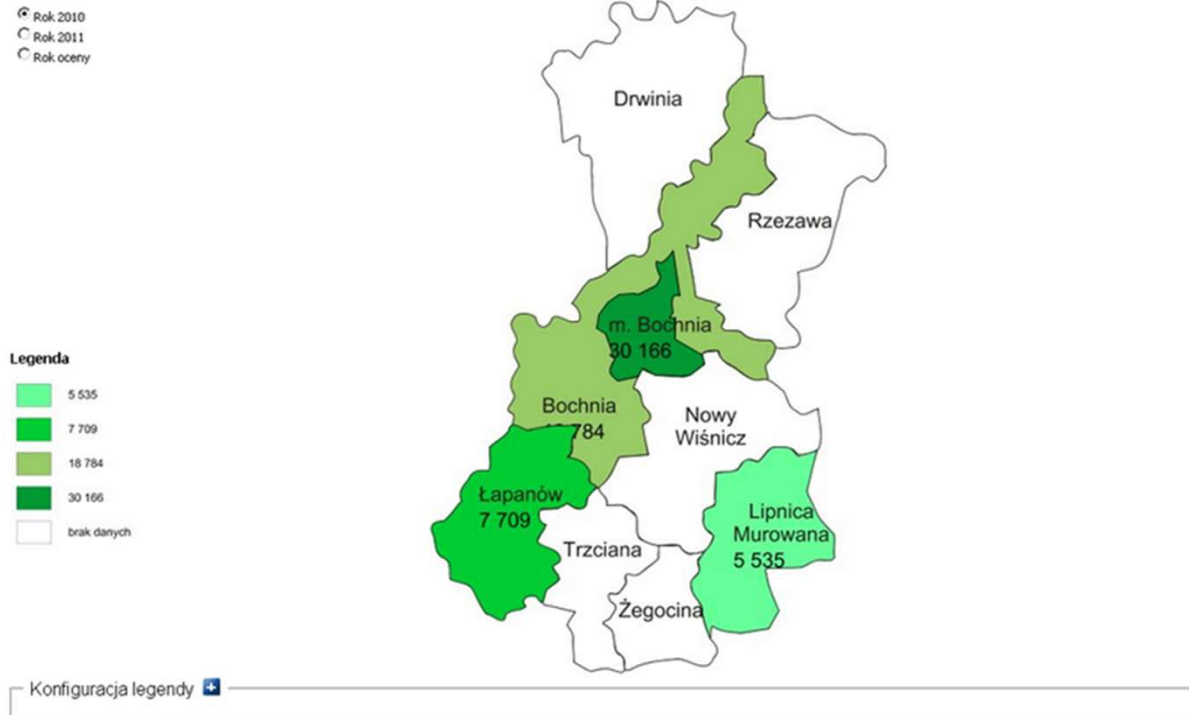 Rok 2010
Rok 2011
Rok oceny
Drwinia
Rzezawa
m. Bochnia
30 166
Legenda
5 535
7 709
18 784
30 166
brak danych
Bochnia
784
Nowy
Wiśnicz
Łapanów
7 709
Lipnica
Murowana
5 535
Trzciana
Żegocina
Konfiguracja legendy